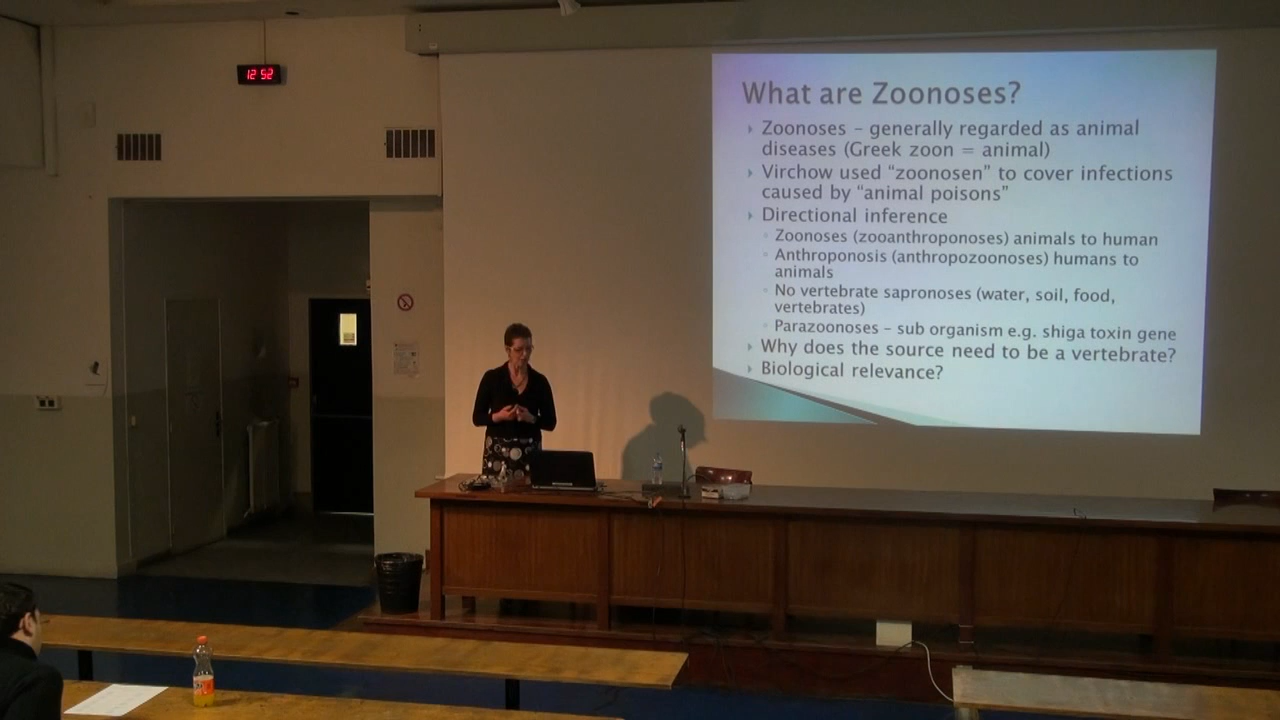 12 52
What are Zoonoses?
Zoonoses – generally regarded as animal
diseases (Greek zoon = animal)
Virchow used “zoonosen” to cover infections
caused by “animal poisons”
Directional inference
Zoonoses (zooanthroponoses) animals to human
Anthroponosis (anthropozoonoses) humans to
animals
No vertebrate sapronoses (water, soil, food,
vertebrates)
Parazoonoses – sub organism e.g. shiga toxin gene
Why does the source need to be a vertebrate?
Biological relevance?